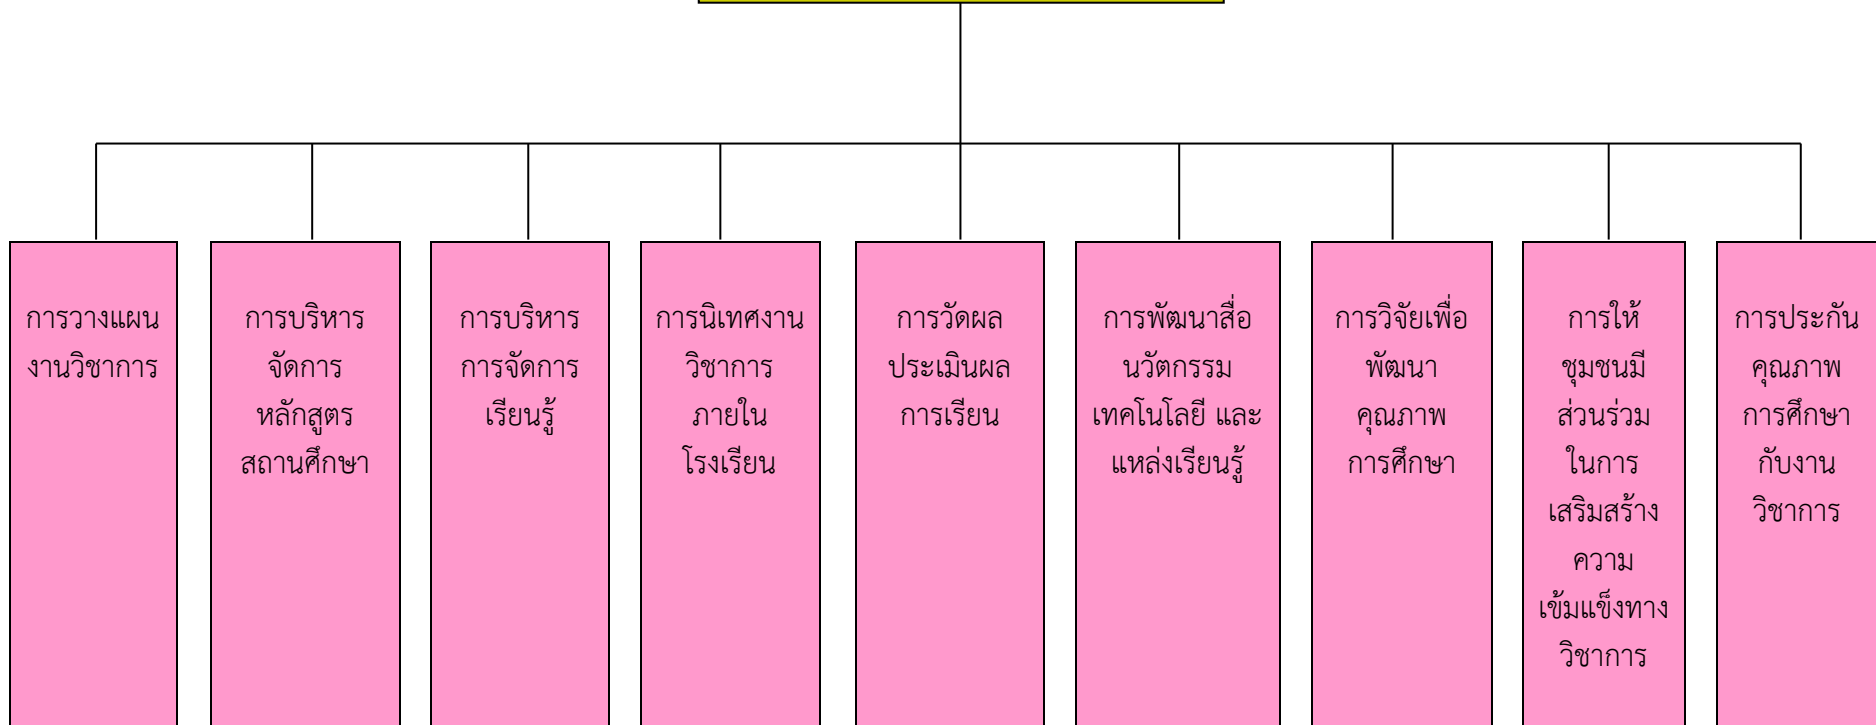 การวางแผน
งานวิชาการ
การบริหาร
จัดการ
หลักสูตร
สถานศึกษา
การบริหาร
การจัดการ
เรียนรู้
การนิเทศงาน
วิชาการ
ภายใน
โรงเรียน
การวัดผล
ประเมินผล
การเรียน
การพัฒนาสื่อ
นวัตกรรม
เทคโนโลยี และ
แหล่งเรียนรู้
การวิจัยเพื่อ
พัฒนา
คุณภาพ
การศึกษา
การให้
ชุมชนมี
ส่วนร่วม
ในการ
เสริมสร้าง
ความ
เข้มแข็งทาง
วิชาการ
การประกัน
คุณภาพ
การศึกษา
กับงาน
วิชาการ